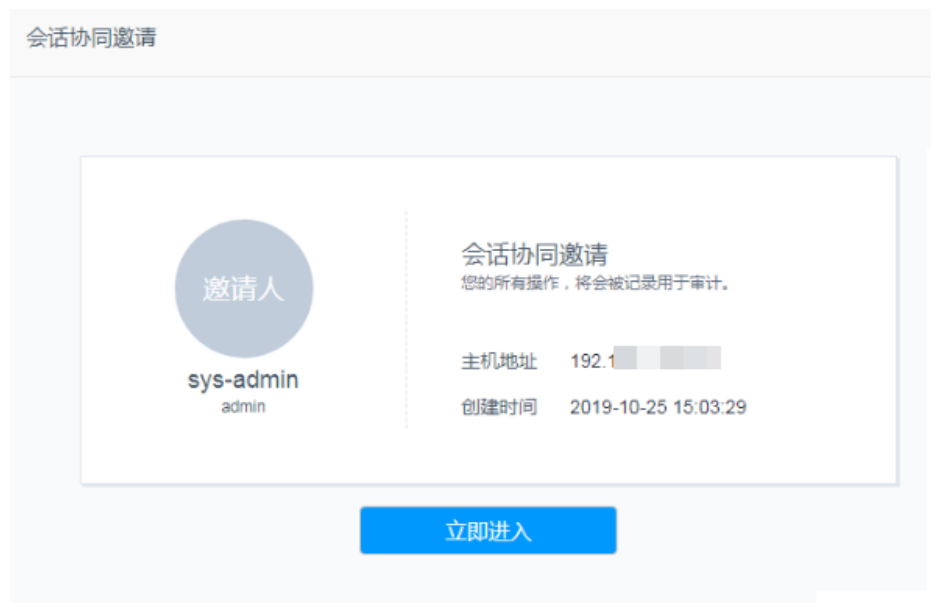 会话协同邀请
邀请人
sys-admin
admin
会话协同邀请
您的所有操作，将会被记录用于审计。
主机地址 192.1
创建时间 2019-10-25 15:03:29
立即进入